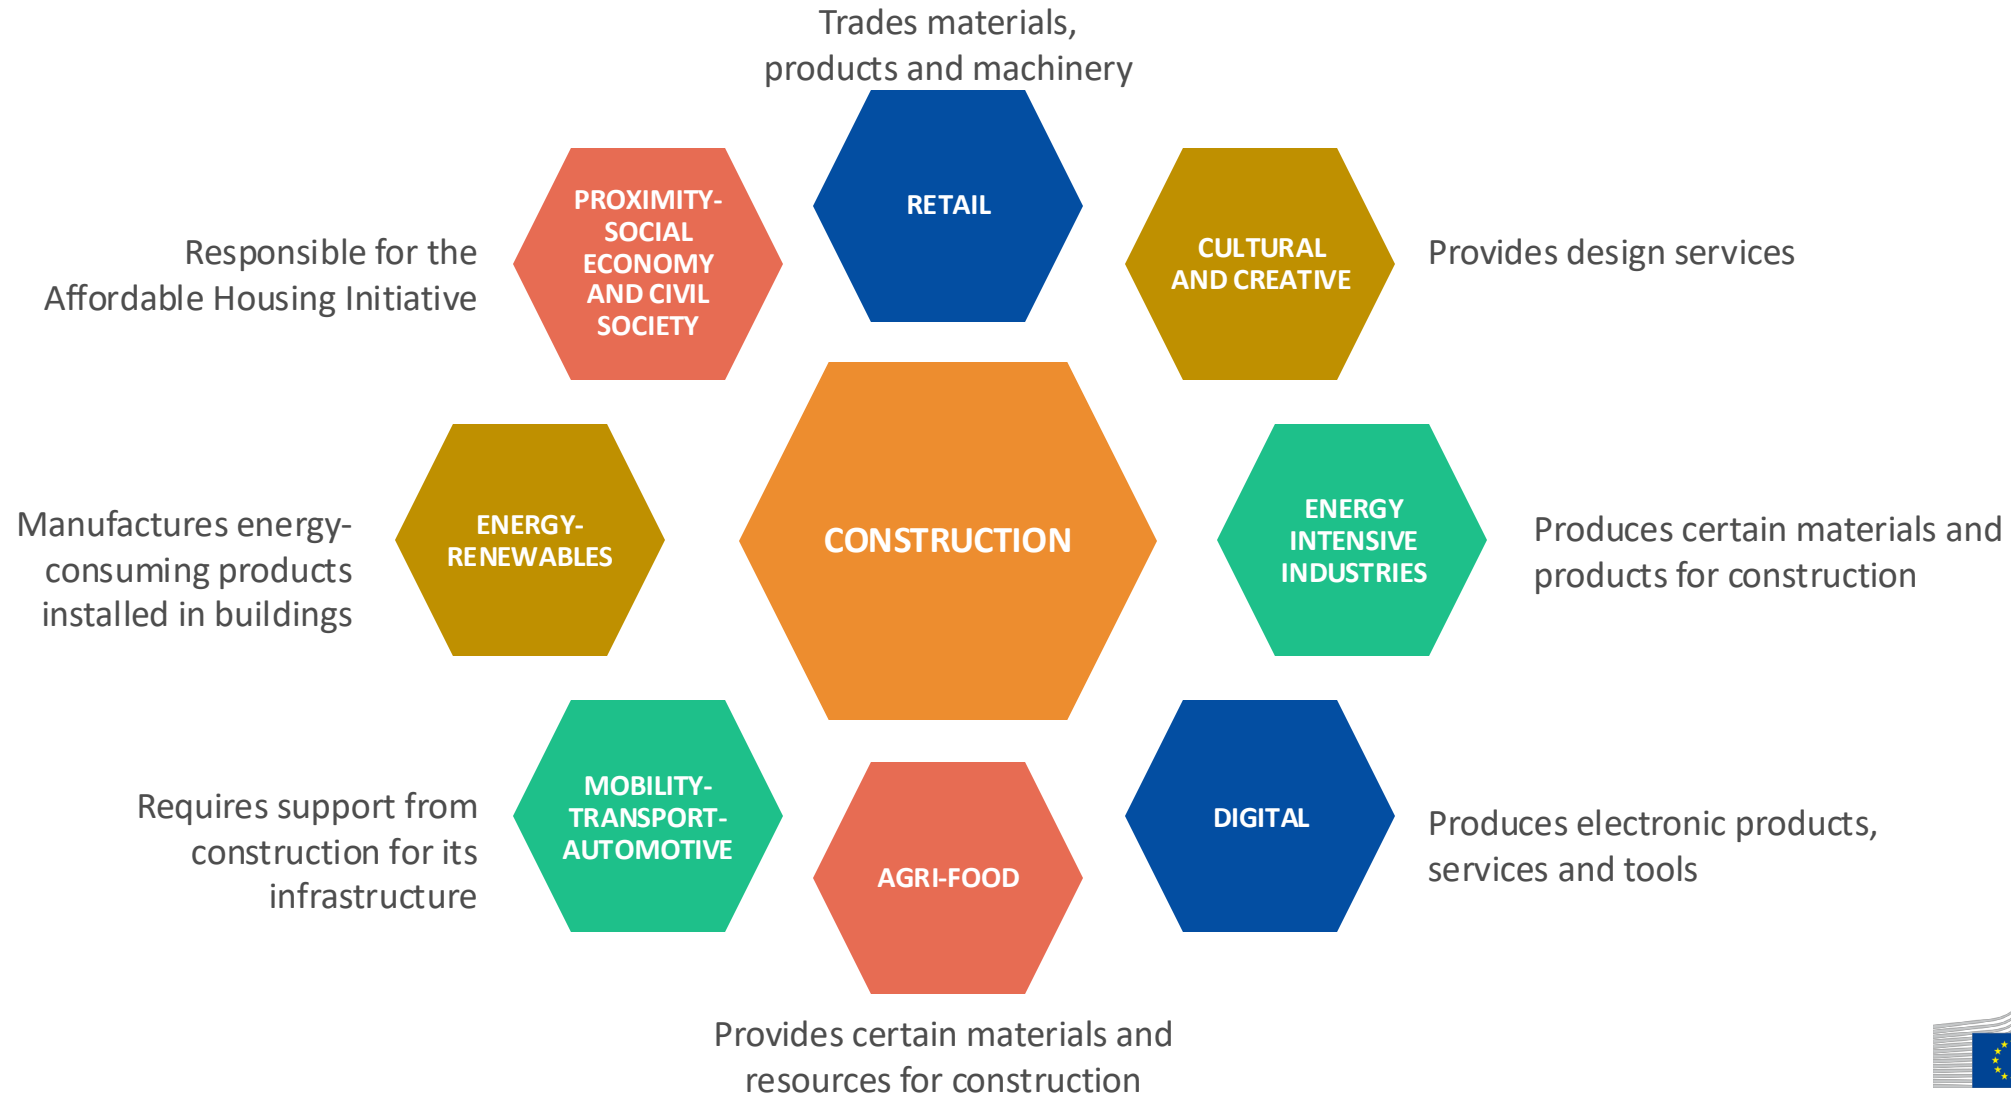 Trades materials,
products and machinery
RETAIL
PROXIMITY-
SOCIAL
ECONOMY
AND CIVIL
SOCIETY
Responsible for the
Affordable Housing Initiative
CULTURAL
AND CREATIVE
Provides design services
CONSTRUCTION
ENERGY-
RENEWABLES
Manufactures energy-
consuming products
installed in buildings
ENERGY
INTENSIVE
INDUSTRIES
Produces certain materials and
products for construction
MOBILITY-
TRANSPORT-
AUTOMOTIVE
Requires support from
construction for its
infrastructure
AGRI-FOOD
Provides certain materials and
resources for construction
DIGITAL
Produces electronic products,
services and tools